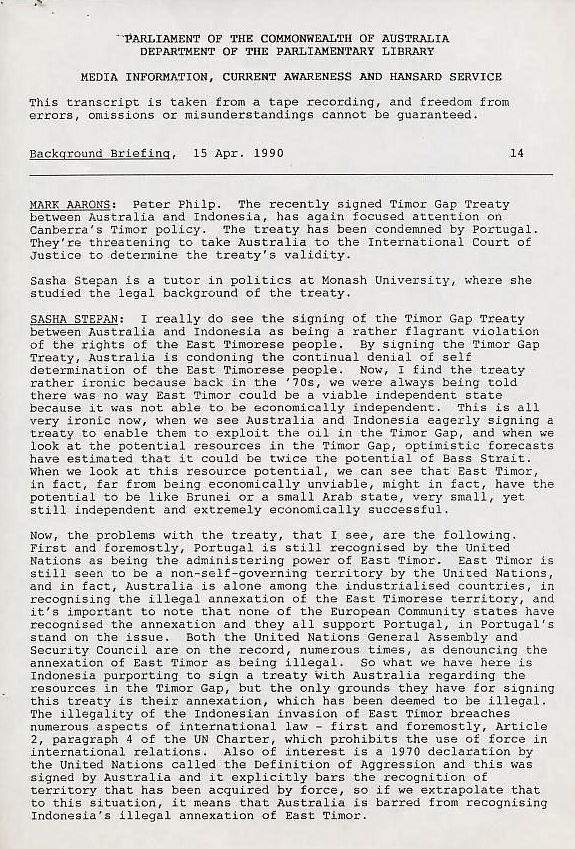 PARLIAMENT OF THE COMMONWEALTH OF AUSTRALIA
DEPARTMENT OF THE PARLIAMENTARY LIBRARY
MEDIA INFORMATION, CURRENT AWARENESS AND HANSARD SERVICE
This transcript is taken from a tape recording, and freedom from
errors, omissions or misunderstandings cannot be guaranteed.
Background Briefing, 15 Apr. 1990 14
MARK AARONS: Peter Philp. The recently signed Timor Gap Treaty
between Australia and Indonesia, has again focused attention on
Canberra's Timor policy. The treaty has been condemned by Portugal.
They're threatening to take Australia to the International Court of
Justice to determine the treaty's validity.
Sasha Stepan is a tutor in politics at Monash University, where she
studied the legal background of the treaty.
SASHA STEPAN: I really do see the signing of the Timor Gap Treaty
between Australia and Indonesia as being a rather flagrant violation
of the rights of the East Timorese people. By signing the Timor Gap
Treaty, Australia is condoning the continual denial of self
determination of the East Timorese people. Now, I find the treaty
rather ironic because back in the '70s, we were always being told
there was no way East Timor could be a viable independent state
because it was not able to be economically independent. This is all
very ironic now, when we see Australia and Indonesia eagerly signing a
treaty to enable them to exploit the oil in the Timor Gap, and when we
look at the potential resources in the Timor Gap, optimistic forecasts
have estimated that it could be twice the potential of Bass Strait.
When we look at this resource potential, we can see that East Timor,
in fact, far from being economically unviable, might in fact, have the
potential to be like Brunei or a small Arab state, very small, yet
still independent and extremely economically successful.
Now, the problems with the treaty, that I see, are the following.
First and foremostly, Portugal is still recognised by the United
Nations as being the administering power of East Timor. East Timor is
still seen to be a non-self-governing territory by the United Nations,
and in fact, Australia is alone among the industrialised countries, in
recognising the illegal annexation of the East Timorese territory, and
it's important to note that none of the European Community states have
recognised the annexation and they all support Portugal, in Portugal's
stand on the issue. Both the United Nations General Assembly and
Security Council are on the record, numerous times, as denouncing the
annexation of East Timor as being illegal. So what we have here is
Indonesia purporting to sign a treaty with Australia regarding the
resources in the Timor Gap, but the only grounds they have for signing
this treaty is their annexation, which has been deemed to be illegal.
The illegality of the Indonesian invasion of East Timor breaches
numerous aspects of international law - first and foremostly, Article
2, paragraph 4 of the UN Charter, which prohibits the use of force in
international relations. Also of interest is a 1970 declaration by
the United Nations called the Definition of Aggression and this was
signed by Australia and it explicitly bars the recognition of
territory that has been acquired by force, so if we extrapolate that
to this situation, it means that Australia is barred from recognising
Indonesia's illegal annexation of East Timor.